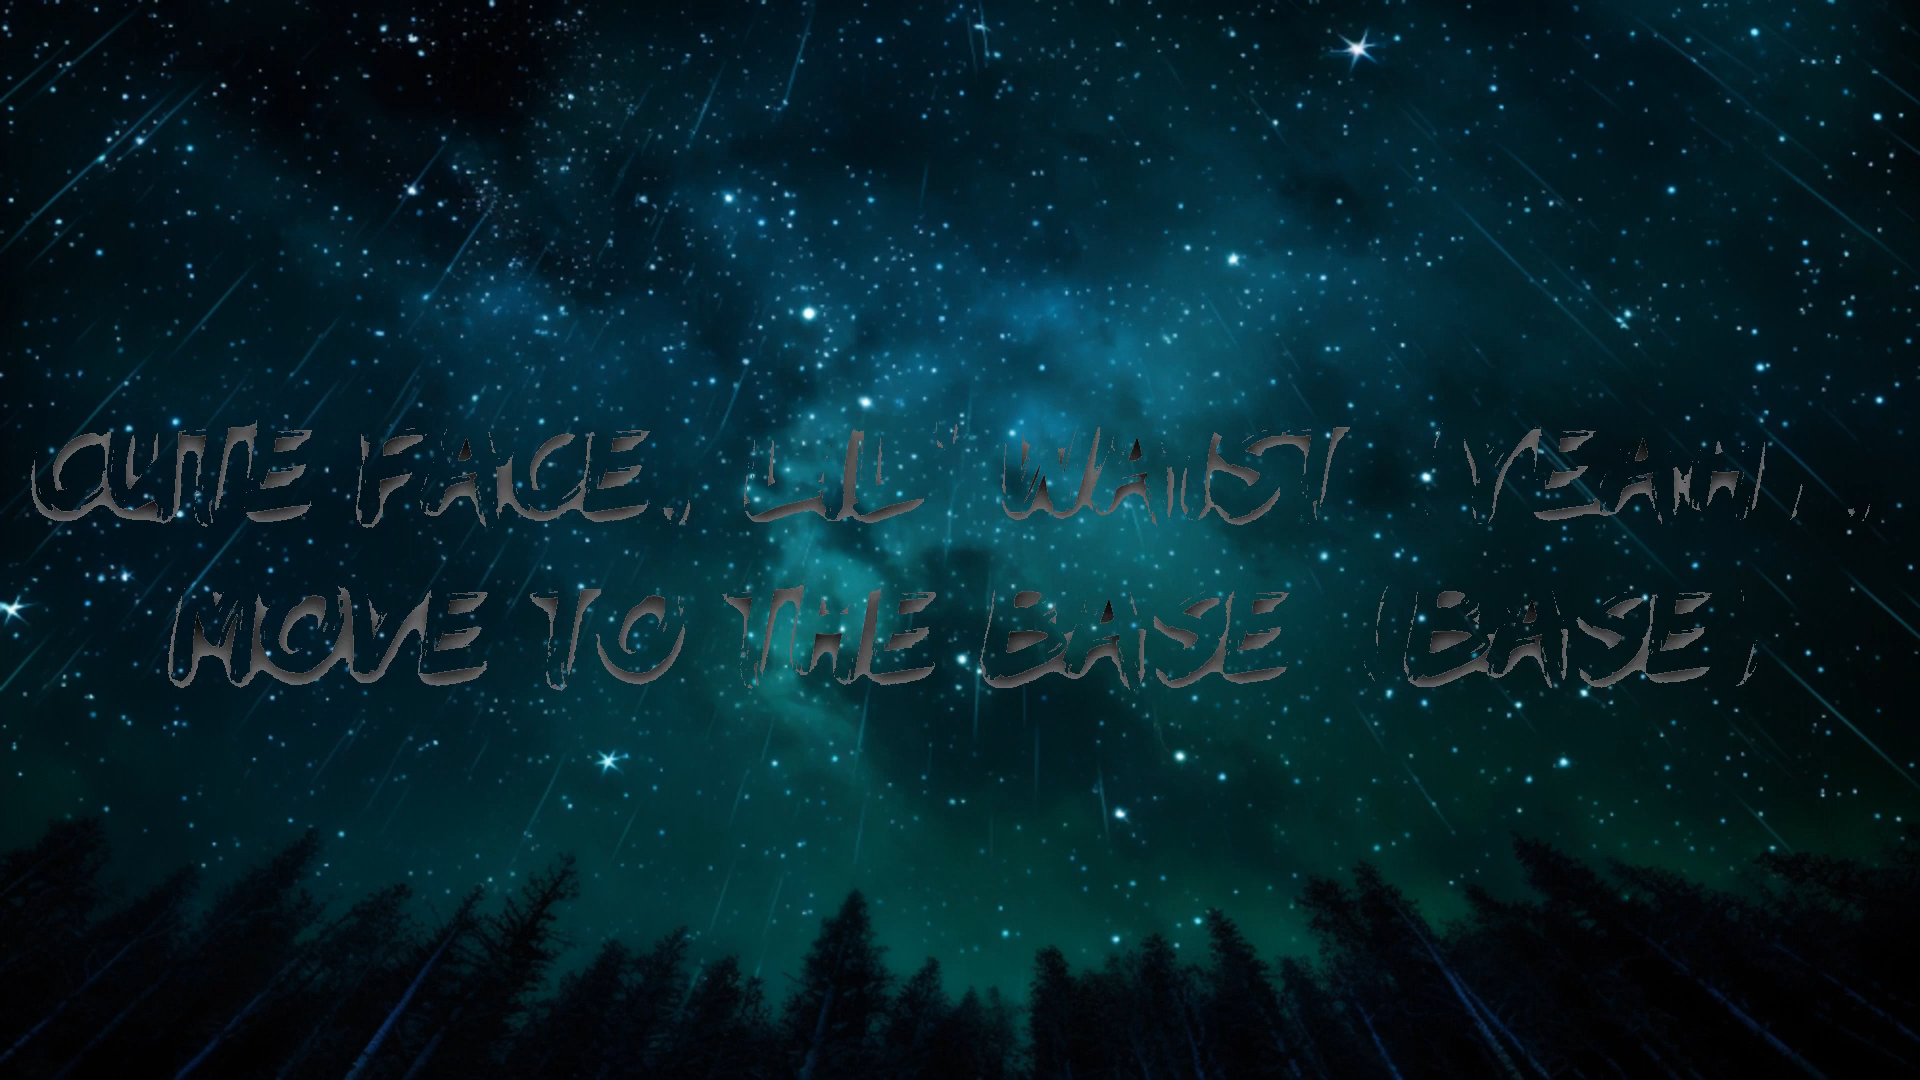 CUTE FACE, LIL' WAIST (YEAH),
MOVE TO THE BASE (BASE)